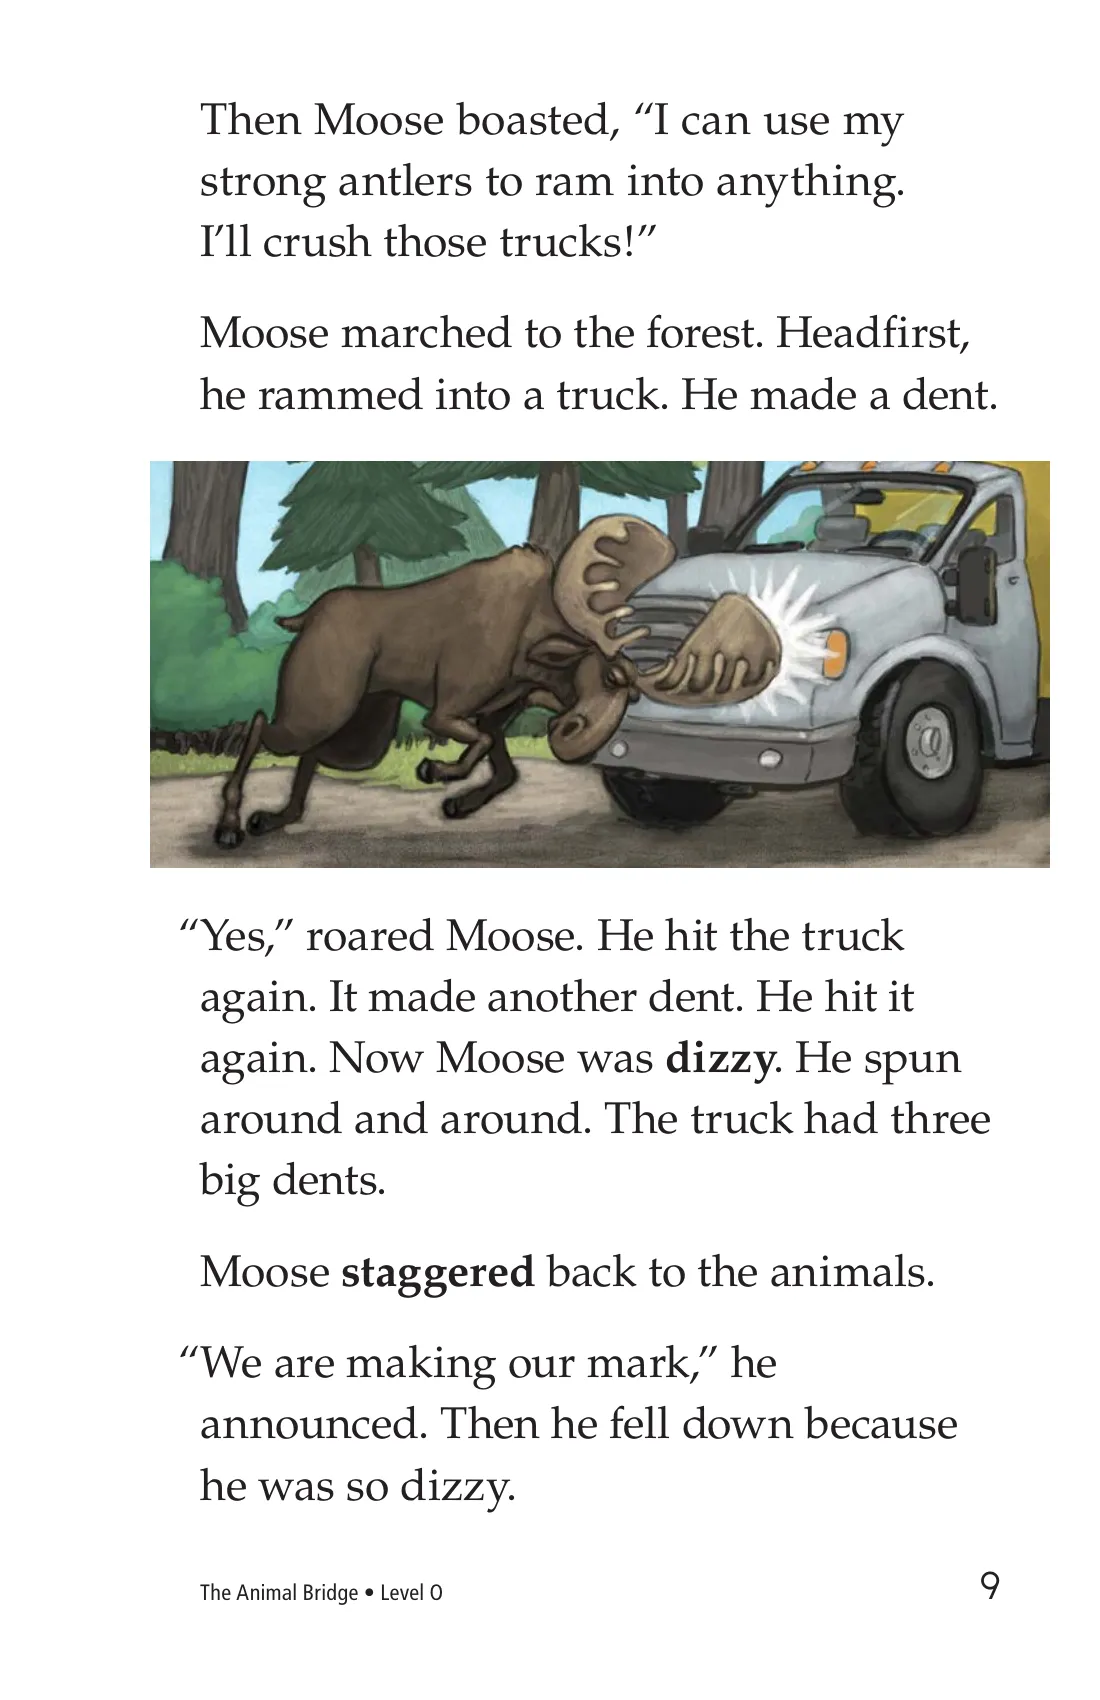 Then Moose boasted, “I can use my
strong antlers to ram into anything.
I’ll crush those trucks!”
Moose marched to the forest. Headfirst,
he rammed into a truck. He made a dent.
“Yes,” roared Moose. He hit the truck
again. It made another dent. He hit it
again. Now Moose was dizzy. He spun
around and around. The truck had three
big dents.
Moose staggered back to the animals.
“We are making our mark,” he
announced. Then he fell down because
he was so dizzy.
The Animal Bridge • Level O
9